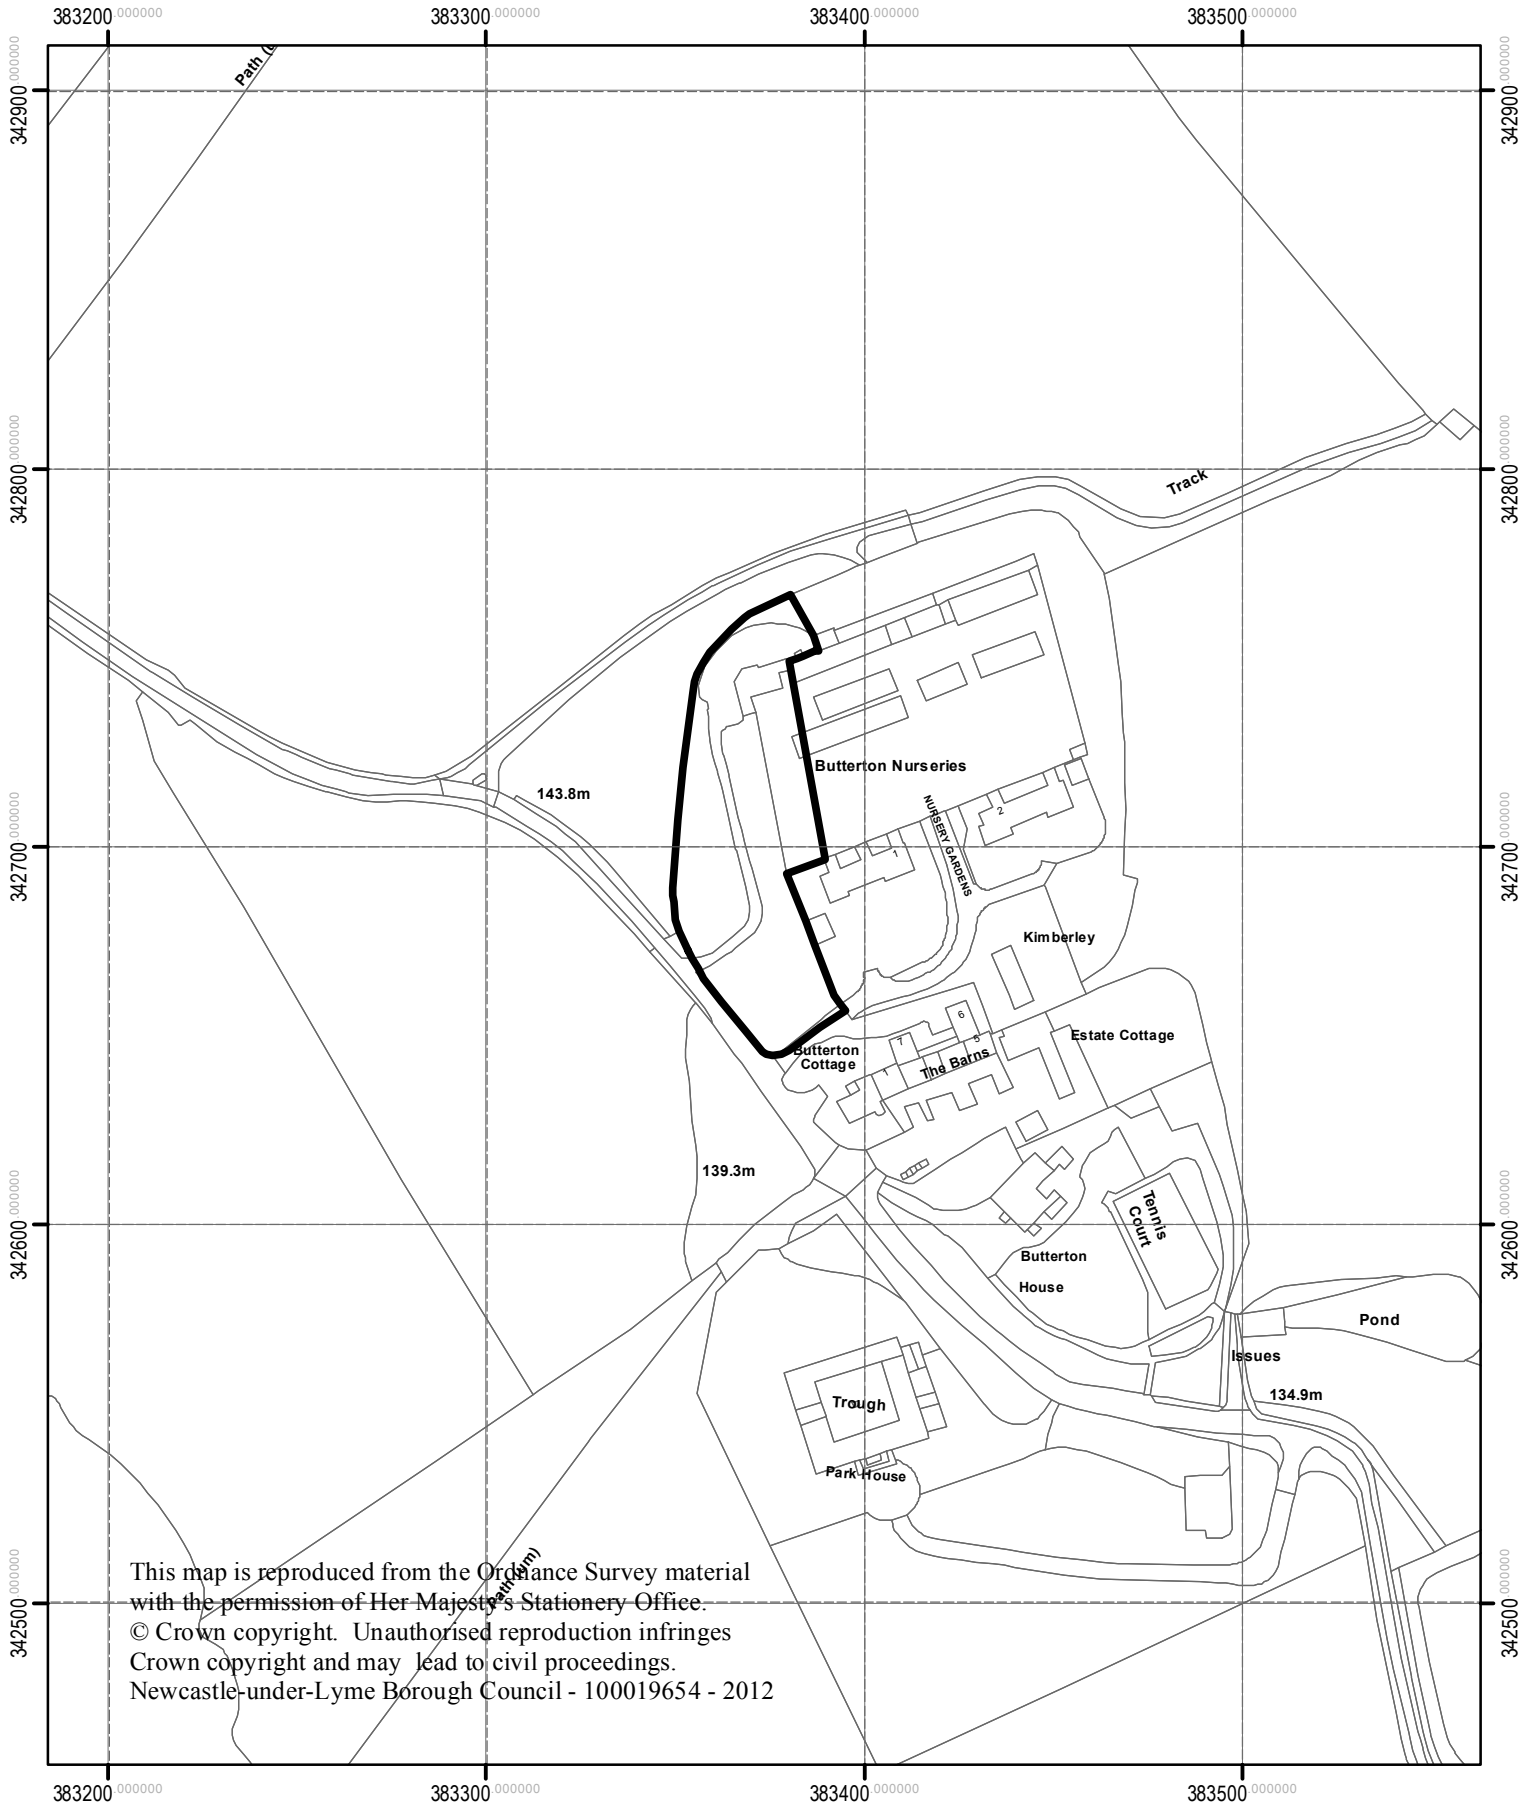 383200.000000
383300.000000
383400.000000
383500.000000
342900.000000
342900.000000
342800.000000
342800.000000
342700.000000
342700.000000
342600.000000
342600.000000
342500.000000
342500.000000
Track
143.8m
Butterton Nurseries
NURSERY GARDENS
2
1
Kimberley
6
7
5
Estate Cottage
Butterton
Cottage
The Barns
1
139.3m
Tennis
Court
Butterton
House
Pond
Issues
134.9m
Trough
Park House
Path (um)
This map is reproduced from the Ordnance Survey material
with the permission of Her Majesty's Stationery Office.
© Crown copyright. Unauthorised reproduction infringes
Crown copyright and may lead to civil proceedings.
Newcastle-under-Lyme Borough Council - 100019654 - 2012
383200.000000
383300.000000
383400.000000
383500.000000